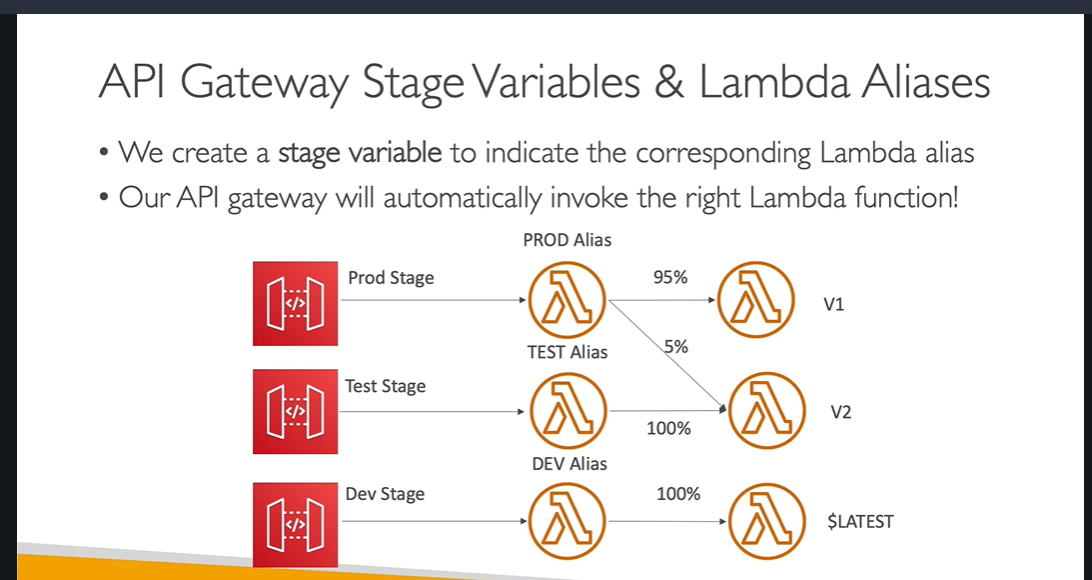 API Gateway Stage Variables & Lambda Aliases
• We create a stage variable to indicate the corresponding Lambda alias
• Our API gateway will automatically invoke the right Lambda function!
PROD Alias
Prod Stage
95%
V1
</>
5%
TEST Alias
Test Stage
V2
</>
100%
DEV Alias
Dev Stage
100%
$LATEST
</>